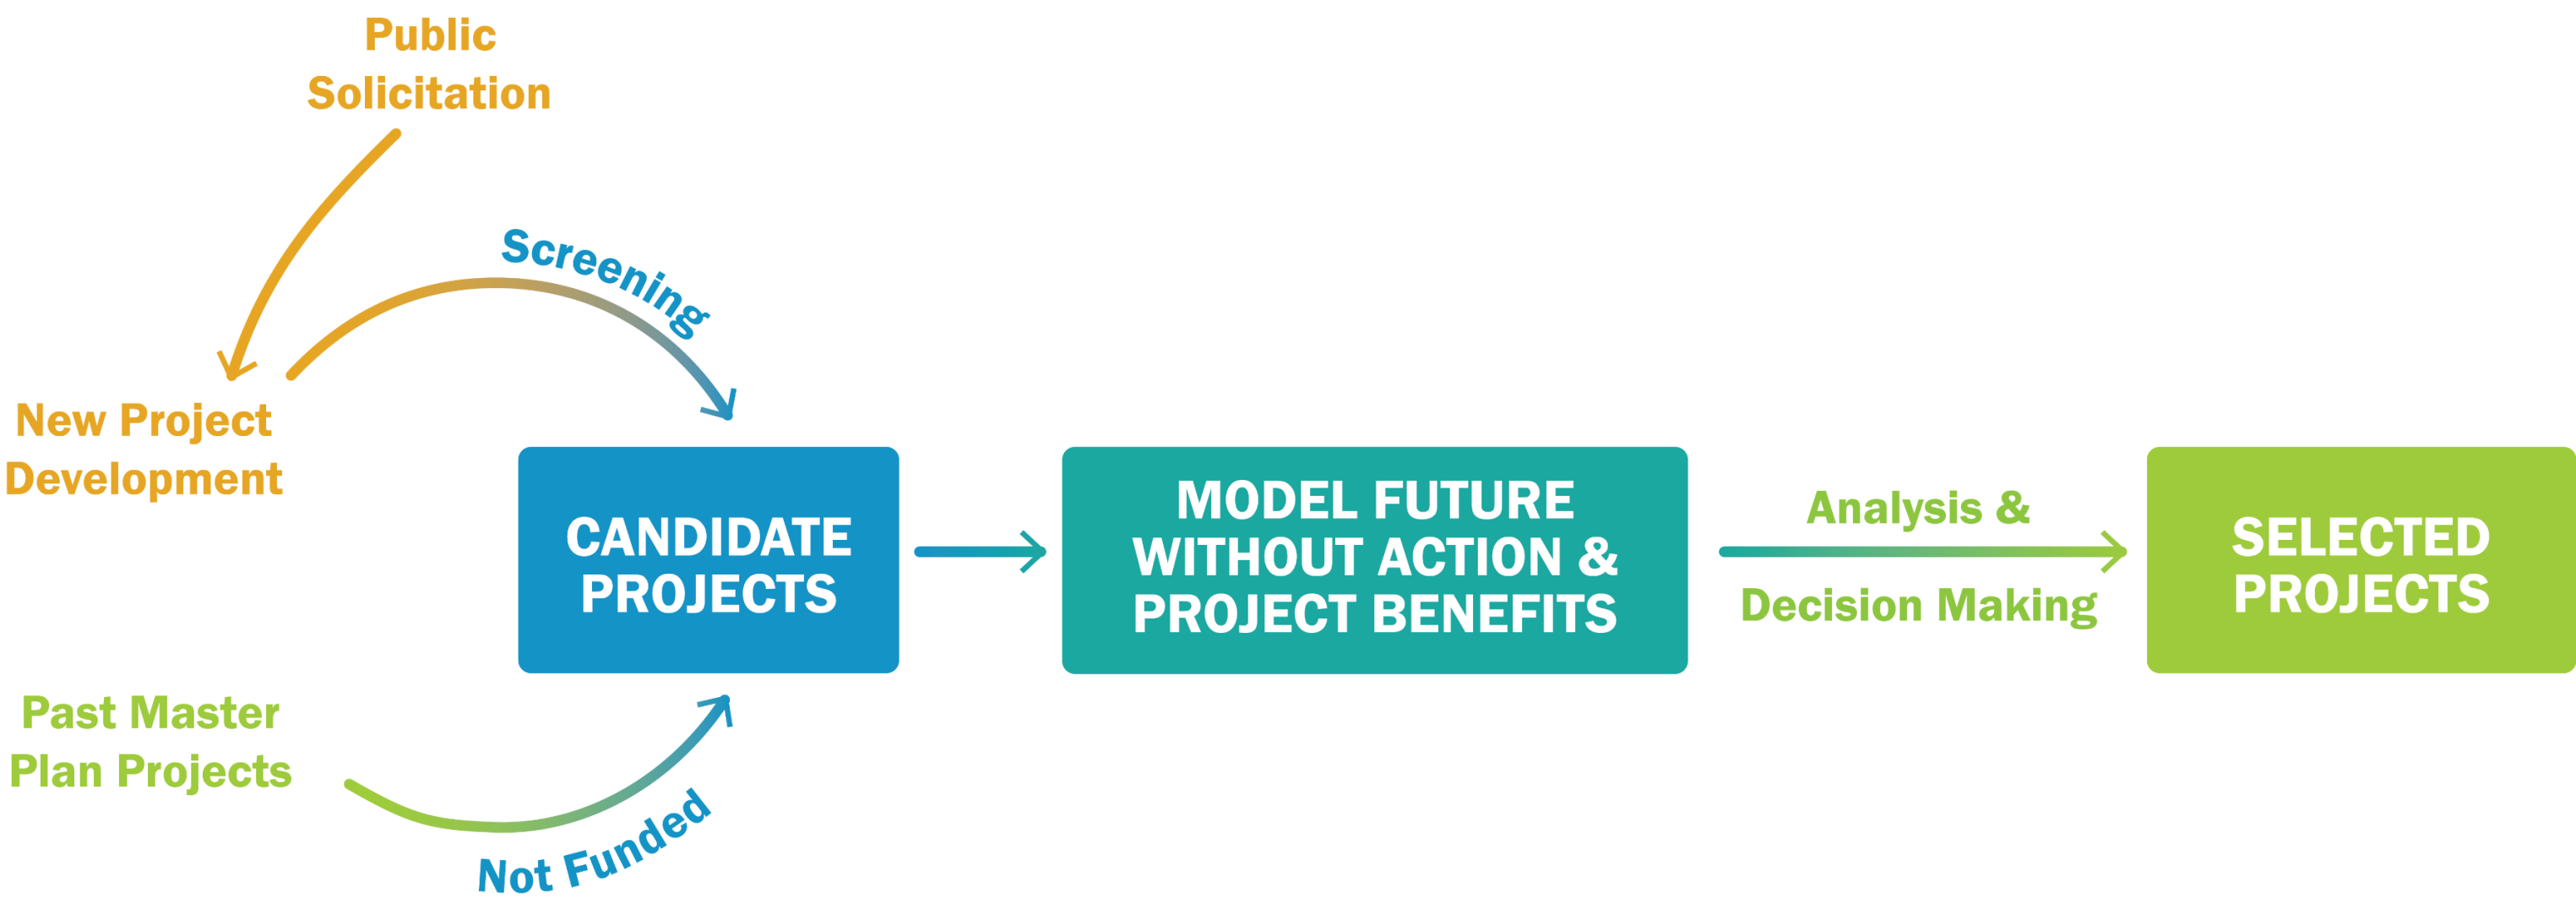 Public
Solicitation
Screening
New Project
Development
CANDIDATE
PROJECTS
MODEL FUTURE
WITHOUT ACTION &
PROJECT BENEFITS
Analysis &
Decision Making
SELECTED
PROJECTS
Past Master
Plan Projects
Not Funded